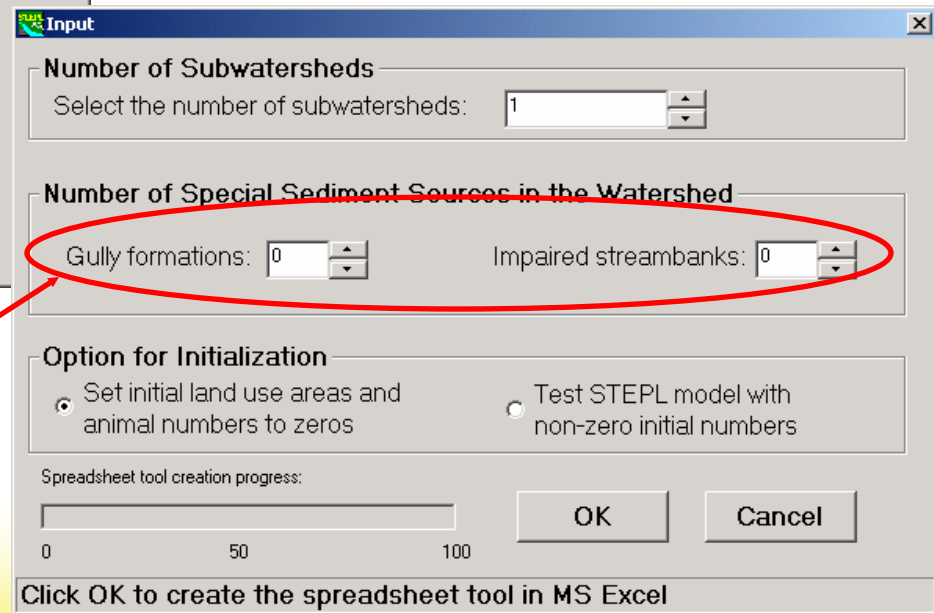 Input
Number of Subwatersheds
Select the number of subwatersheds: 1
Number of Special Sediment Sources in the Watershed
Gully formations: 0 Impaired streambanks: 0
Option for Initialization
Set initial land use areas and
animal numbers to zeros
Test STEPL model with
non-zero initial numbers
Spreadsheet tool creation progress:
0 50 100
OK Cancel
Click OK to create the spreadsheet tool in MS Excel